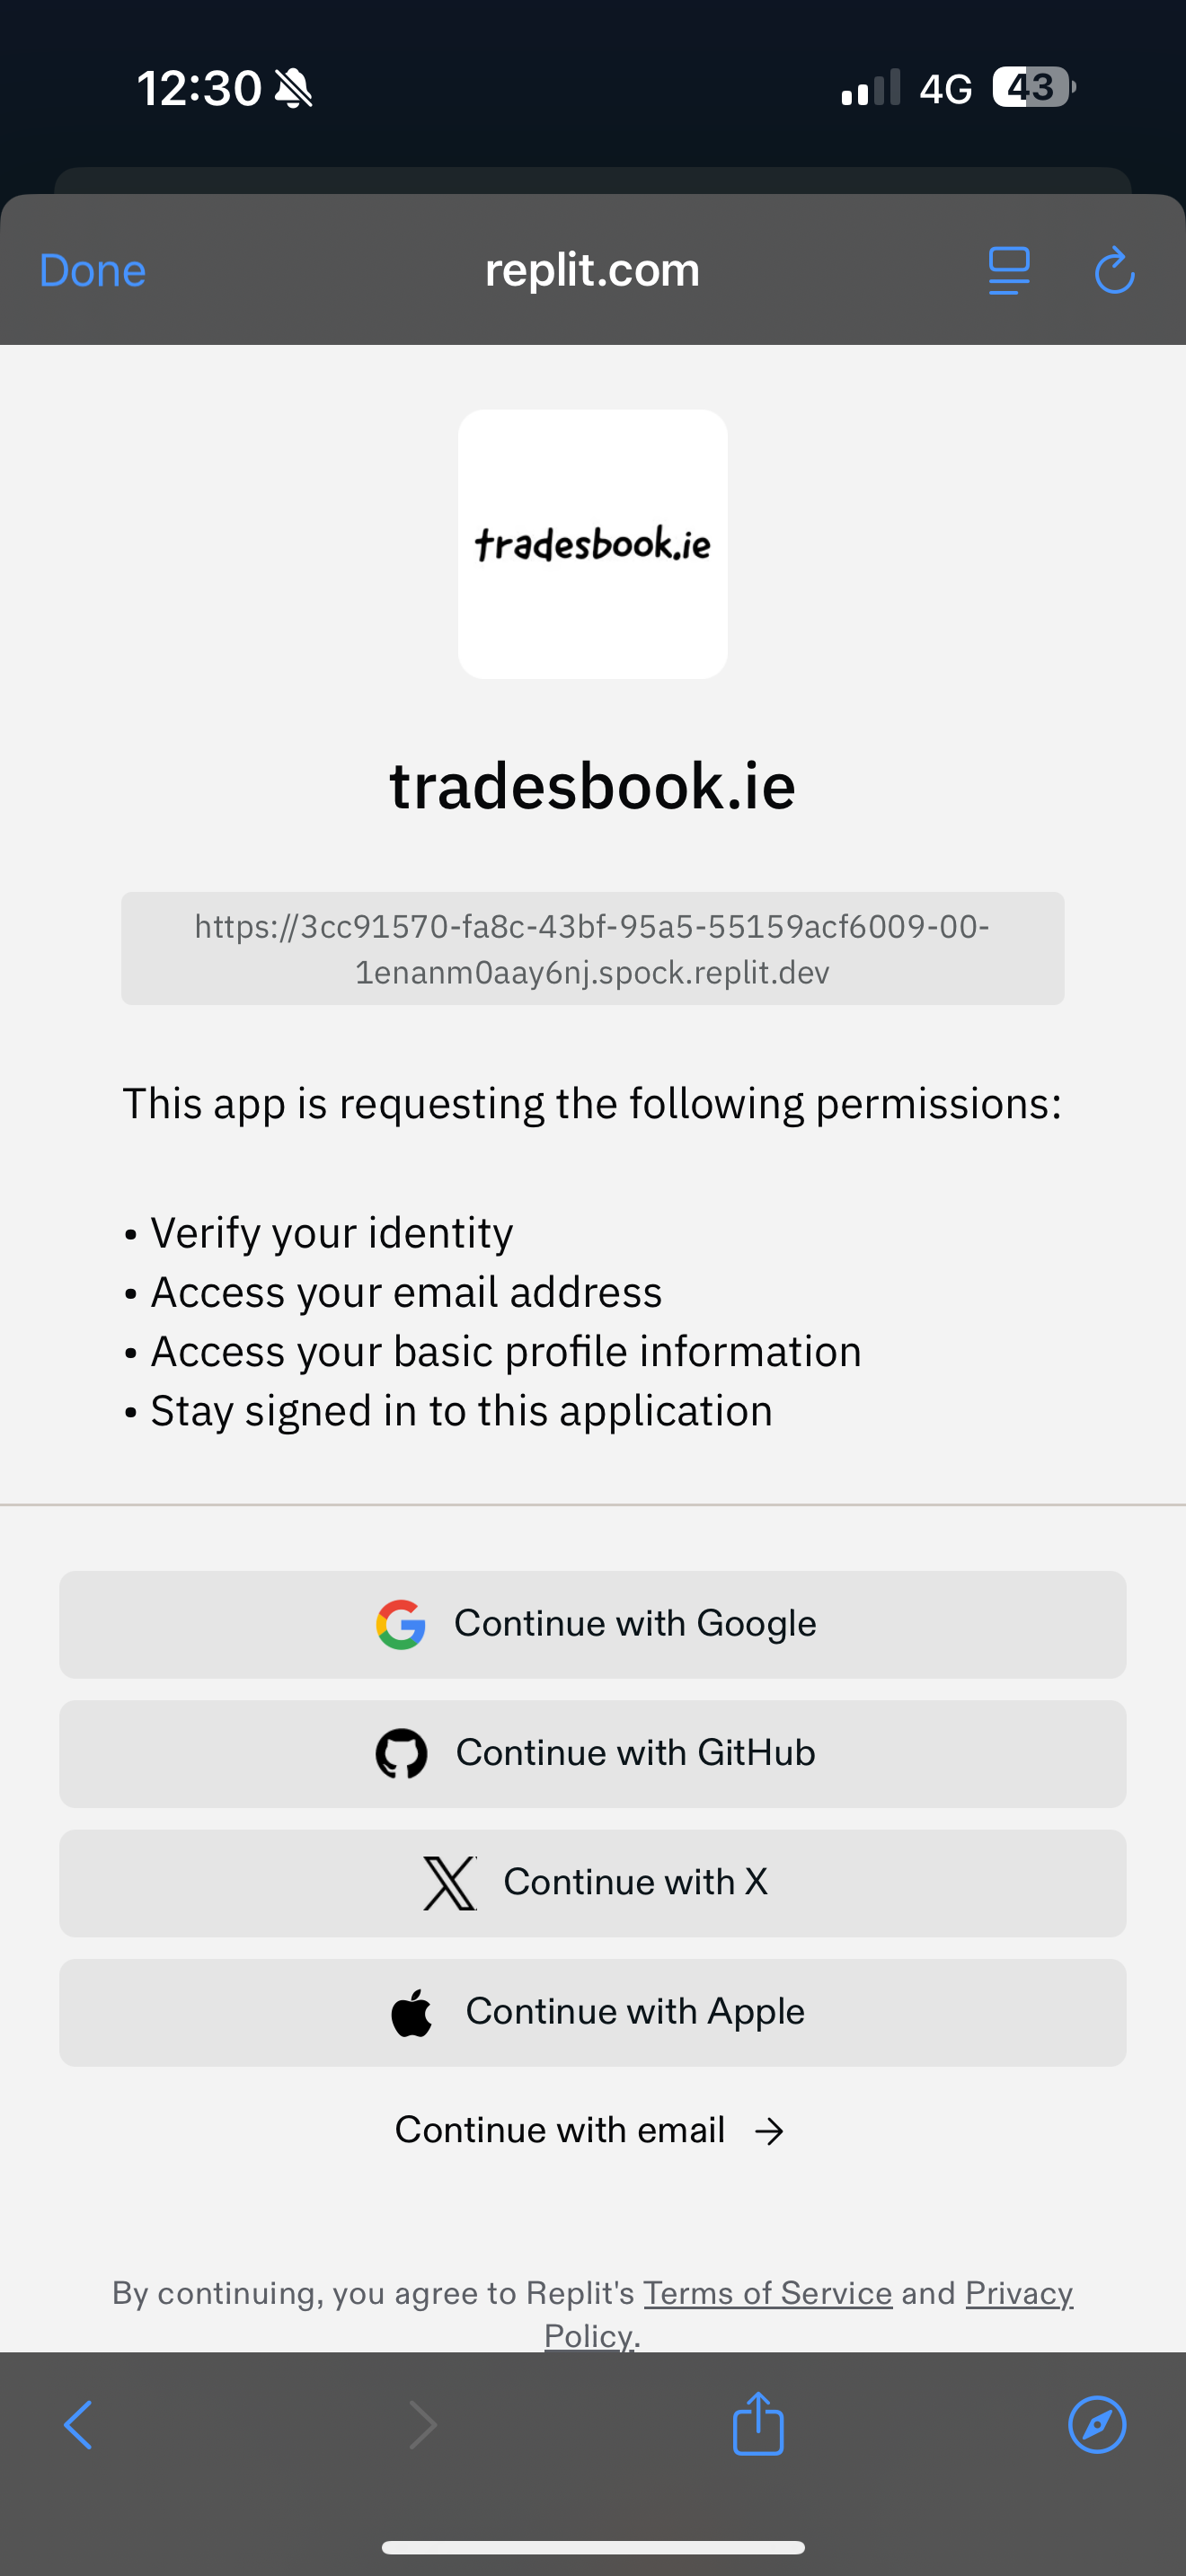 12:30
4G
43
Done
replit.com
tradesbook.ie
tradesbook.ie
https://3cc91570-fa8c-43bf-95a5-55159acf6009-00-
1enanm0aay6nj.spock.replit.dev
This app is requesting the following permissions:
• Verify your identity
• Access your email address
• Access your basic profile information
• Stay signed in to this application
Continue with Google
Continue with GitHub
Continue with X
Continue with Apple
Continue with email →
By continuing, you agree to Replit's Terms of Service and Privacy
Policy.